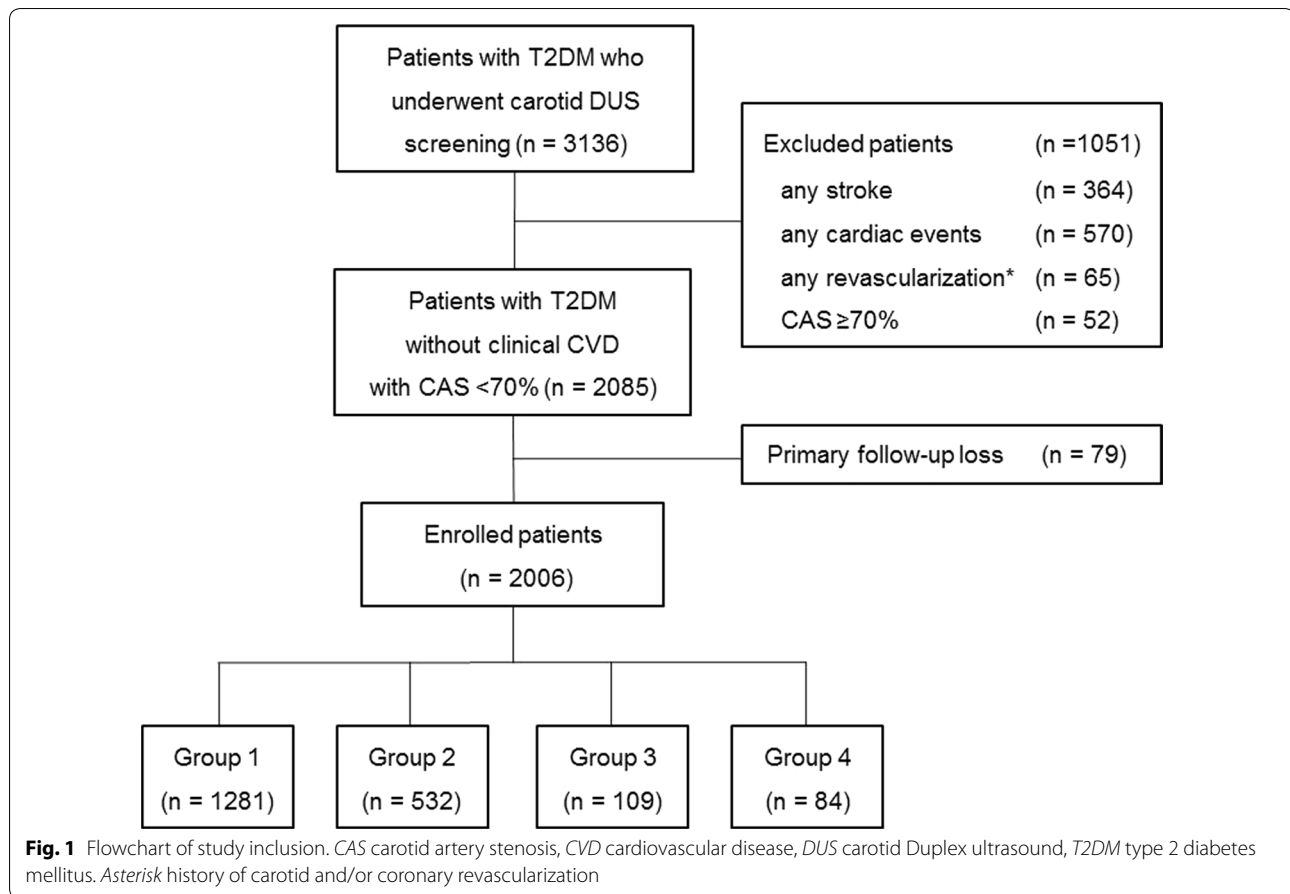 Patients with T2DM who
underwent carotid DUS
screening (n = 3136)
Excluded patients (n =1051)
any stroke (n = 364)
any cardiac events (n = 570)
any revascularization* (n = 65)
CAS ≥70% (n = 52)
Patients with T2DM
without clinical CVD
with CAS <70% (n = 2085)
Primary follow-up loss (n = 79)
Enrolled patients
(n = 2006)
Group 1
(n = 1281)
Group 2
(n = 532)
Group 3
(n = 109)
Group 4
(n = 84)
Fig. 1 Flowchart of study inclusion. CAS carotid artery stenosis, CVD cardiovascular disease, DUS carotid Duplex ultrasound, T2DM type 2 diabetes
mellitus. Asterisk history of carotid and/or coronary revascularization